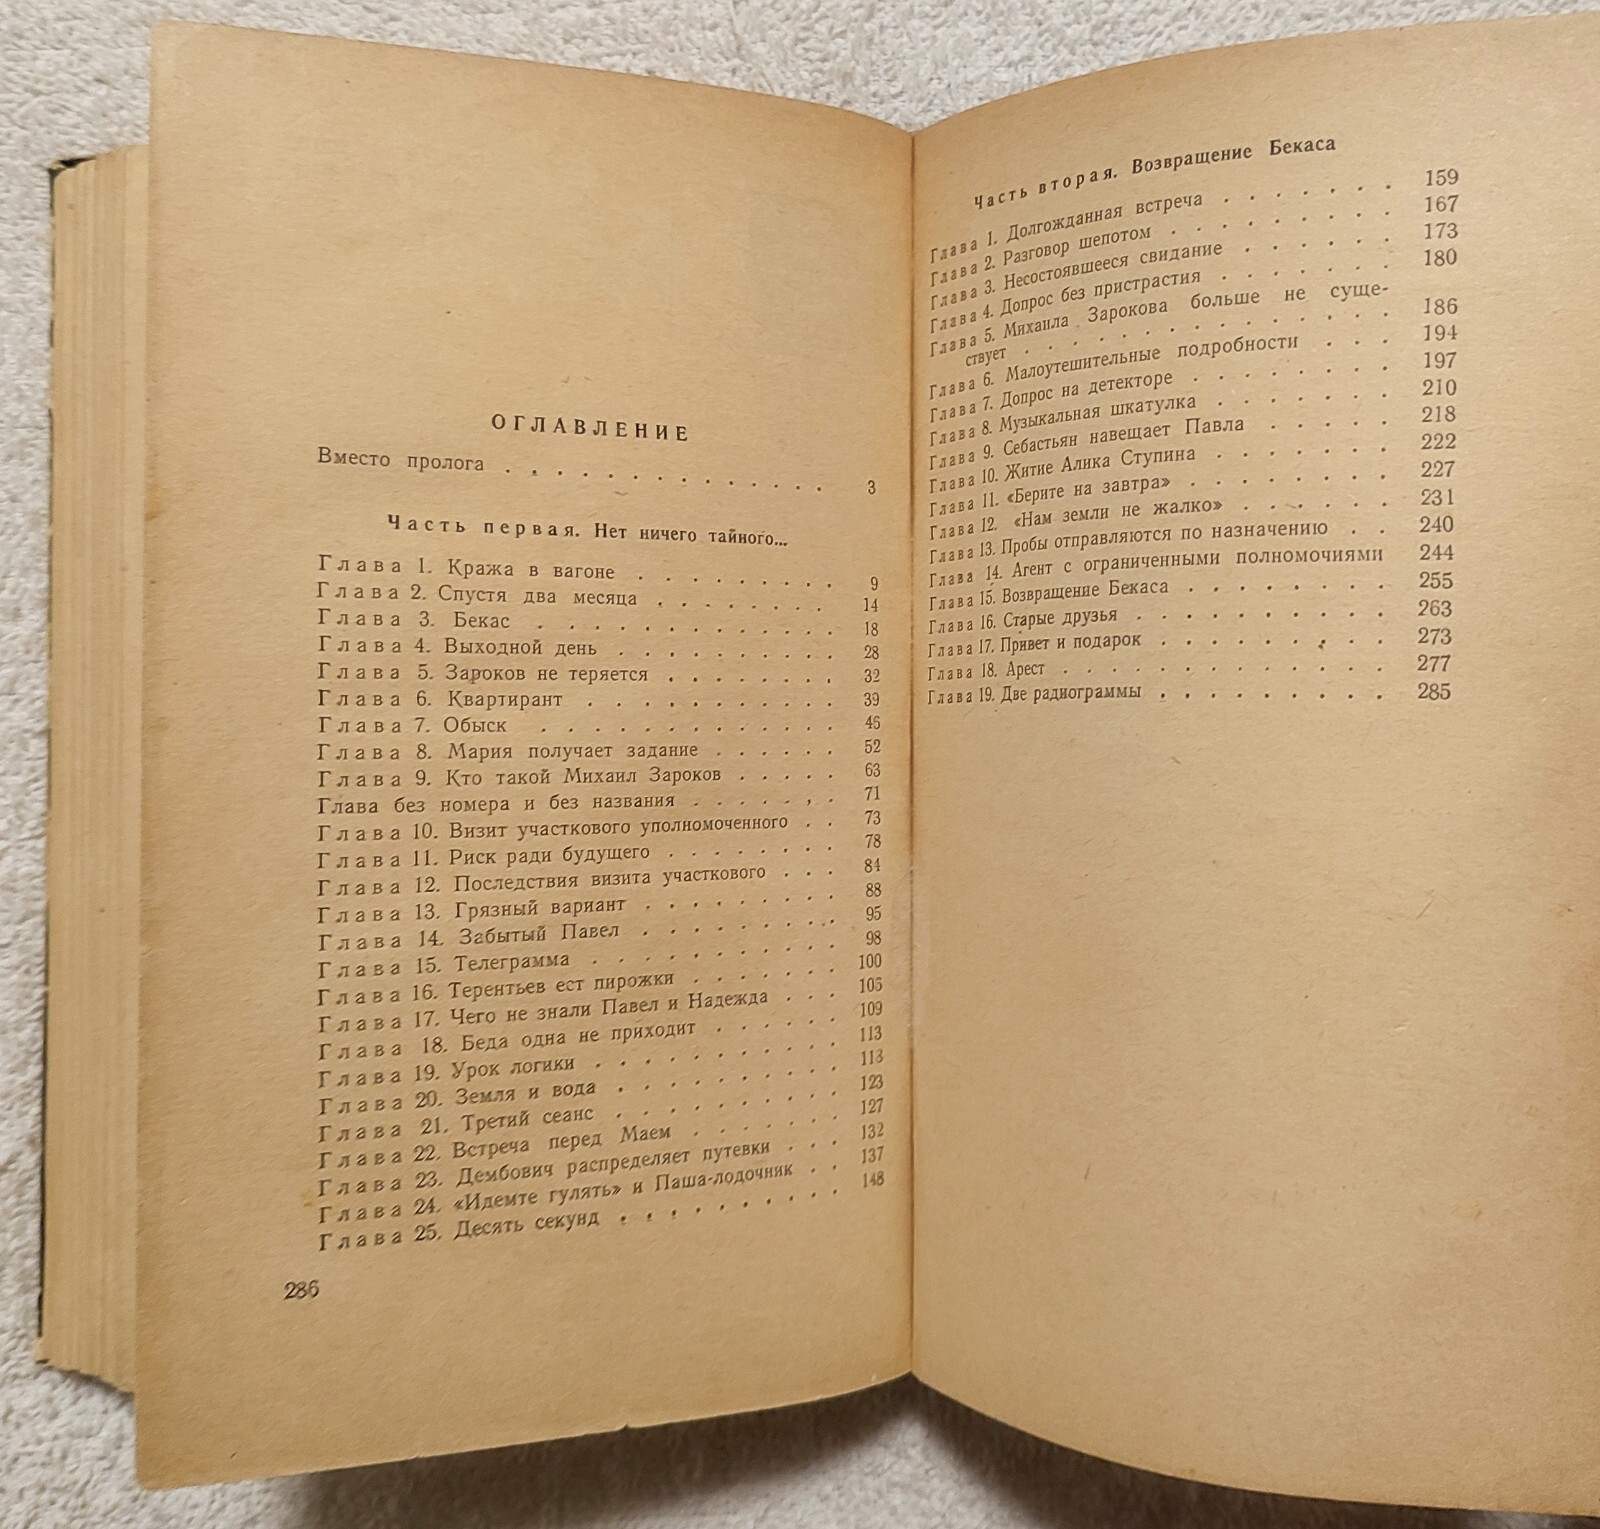 ОГЛАВЛЕНИЕ
Вместо пролога . . . . . . . . . . . . . 3
Часть первая. Нет ничего тайного...
Глава 1. Кража в вагоне . . . . . . . . 9
Глава 2. Спустя два месяца . . . . . . . 14
Глава 3. Бекас . . . . . . . . . . . . 18
Глава 4. Выходной день . . . . . . . . . 28
Глава 5. Зароков не теряется . . . . . . . 32
Глава 6. Квартирант . . . . . . . . . . 39
Глава 7. Обыск . . . . . . . . . . . 46
Глава 8. Мария получает задание . . . . . . 52
Глава 9. Кто такой Михаил Зароков . . . . . 63
Глава без номера и без названия . . . . . . . 71
Глава 10. Визит участкового уполномоченного . . 73
Глава 11. Риск ради будущего . . . . . . . . 78
Глава 12. Последствия визита участкового . . . 84
Глава 13. Грязный вариант . . . . . . . . 88
Глава 14. Забытый Павел . . . . . . . . 95
Глава 15. Телеграмма . . . . . . . . . . 98
Глава 16. Терентьев ест пирожки . . . . . . 100
Глава 17. Чего не знали Павел и Надежда . . . 106
Глава 18. Беда одна не приходит . . . . . . 109
Глава 19. Урок логики . . . . . . . . . . 113
Глава 20. Земля и вода . . . . . . . . . 113
Глава 21. Третий сеанс . . . . . . . . . 123
Глава 22. Встреча перед Маем . . . . . . . 127
Глава 23. Дембович распределяет путевки . . . 132
Глава 24. «Идемте гулять» и Паша-лодочник . . 137
Глава 25. Десять секунд . . . . . . . . . 148
286
Часть вторая. Возвращение Бекаса
Глава 1. Долгожданная встреча . . . . . . . 159
Глава 2. Разговор шепотом . . . . . . . . . 167
Глава 3. Несостоявшееся свидание . . . . . . 173
Глава 4. Допрос без пристрастия . . . . . . . 180
Глава 5. Михаила Зарокова больше не суще-
ствует . . . . . . . . . . . . . . . 186
Глава 6. Малоутешительные подробности . . . 194
Глава 7. Допрос на детекторе . . . . . . . . 197
Глава 8. Музыкальная шкатулка . . . . . . . 210
Глава 9. Себастьян навещает Павла . . . . . 218
Глава 10. Житие Алика Ступина . . . . . . . 222
Глава 11. «Берите на завтра» . . . . . . . . 227
Глава 12. «Нам земли не жалко» . . . . . . 231
Глава 13. Пробы отправляются по назначению . . 240
Глава 14. Агент с ограниченными полномочиями 244
Глава 15. Возвращение Бекаса . . . . . . . . 255
Глава 16. Старые друзья . . . . . . . . . . 263
Глава 17. Привет и подарок . . . . . . . . . 273
Глава 18. Арест . . . . . . . . . . . . . 277
Глава 19. Две радиограммы . . . . . . . . . 285